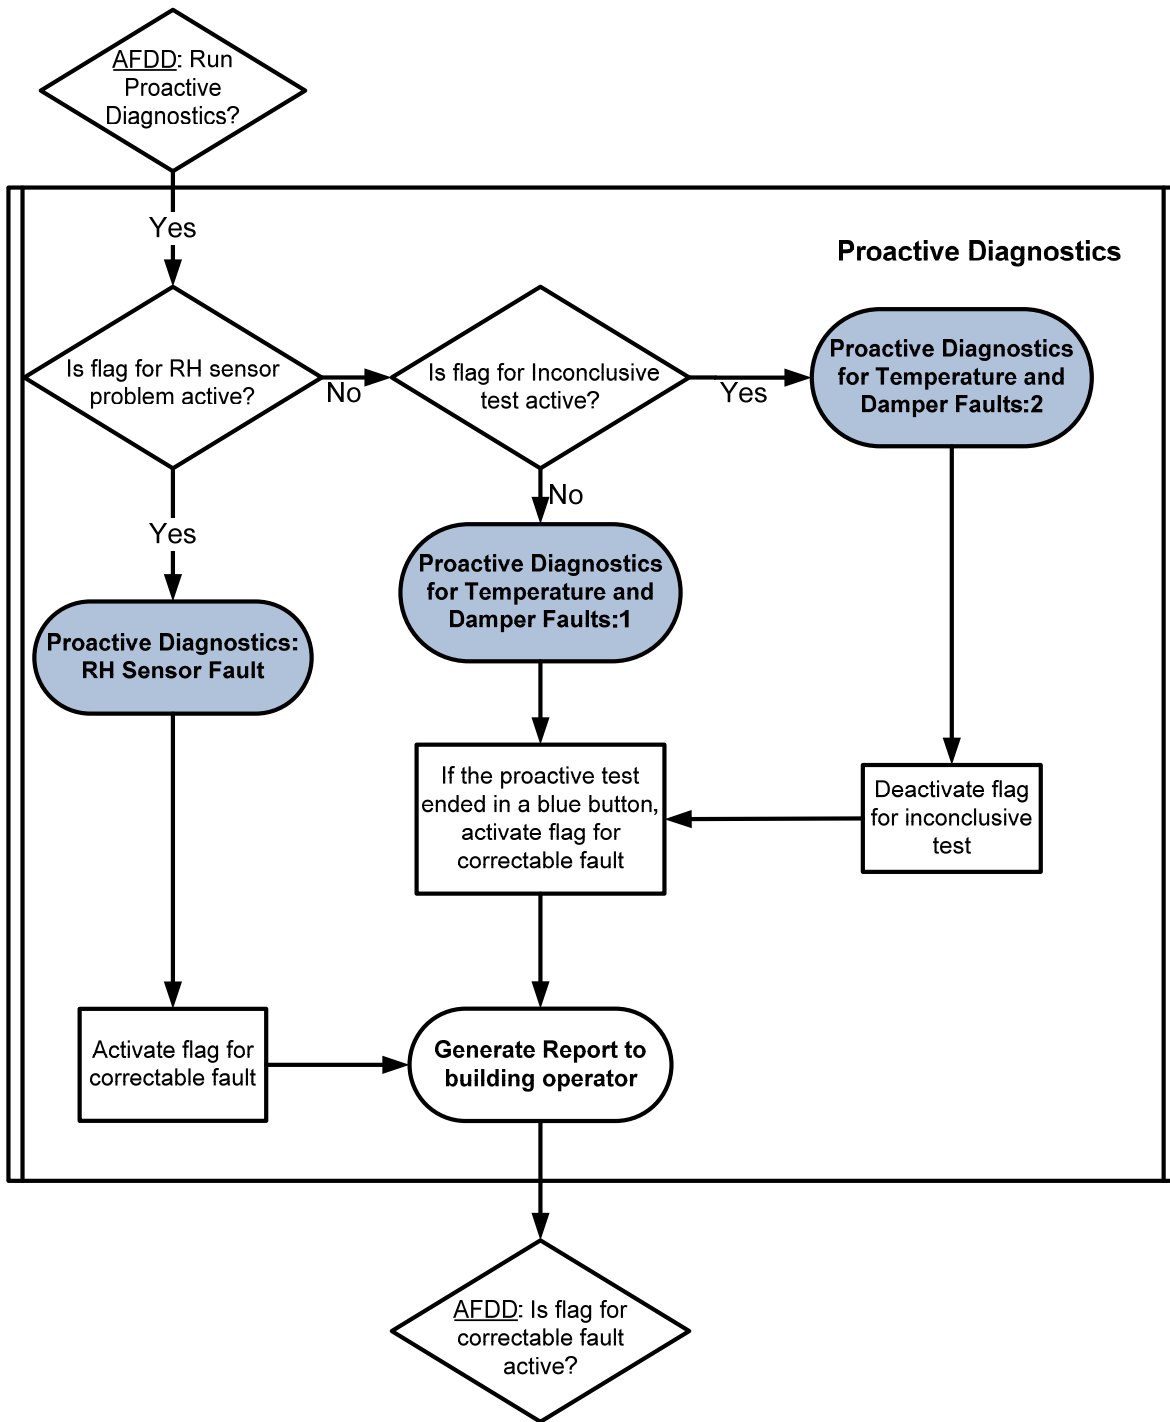 AFDD: Run
Proactive
Diagnostics?
Yes
Proactive Diagnostics
Is flag for RH sensor
problem active?
No
Is flag for Inconclusive
test active?
Yes
Proactive Diagnostics
for Temperature and
Damper Faults:2
No
Yes
Proactive Diagnostics
for Temperature and
Damper Faults:1
Proactive Diagnostics:
RH Sensor Fault
If the proactive test
ended in a blue button,
activate flag for
correctable fault
Deactivate flag
for inconclusive
test
Activate flag for
correctable fault
Generate Report to
building operator
AFDD: Is flag for
correctable fault
active?